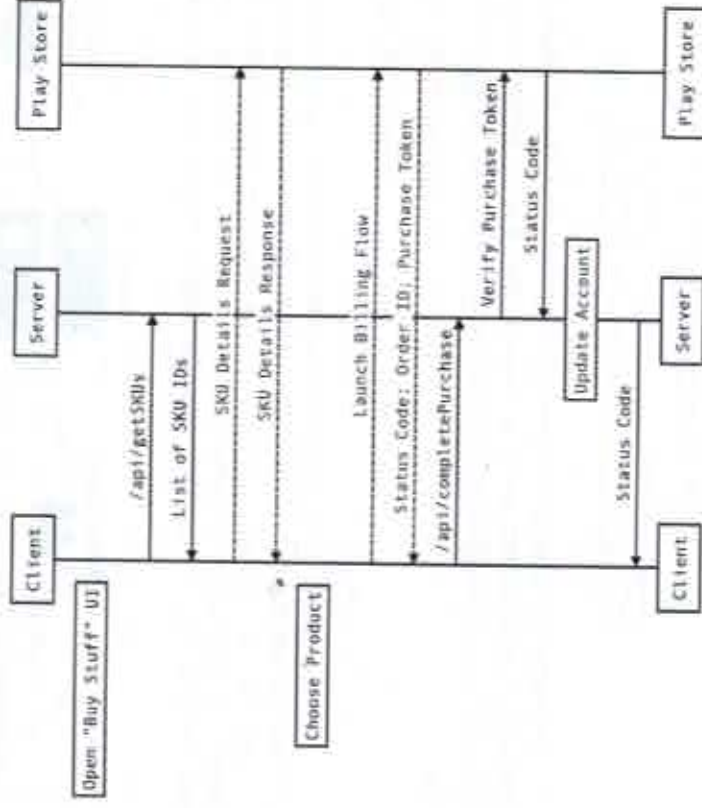 Client
Server
Play Store
Open "Buy Stuff" UI
/api/getSKUs
List of SKU IDs
SKU Details Request
SKU Details Response
Choose Product
Launch Billing Flow
Status Code; Order ID; Purchase Token
/api/completePurchase
Verify Purchase Token
Status Code
Update Account
Status Code
Client
Server
Play Store